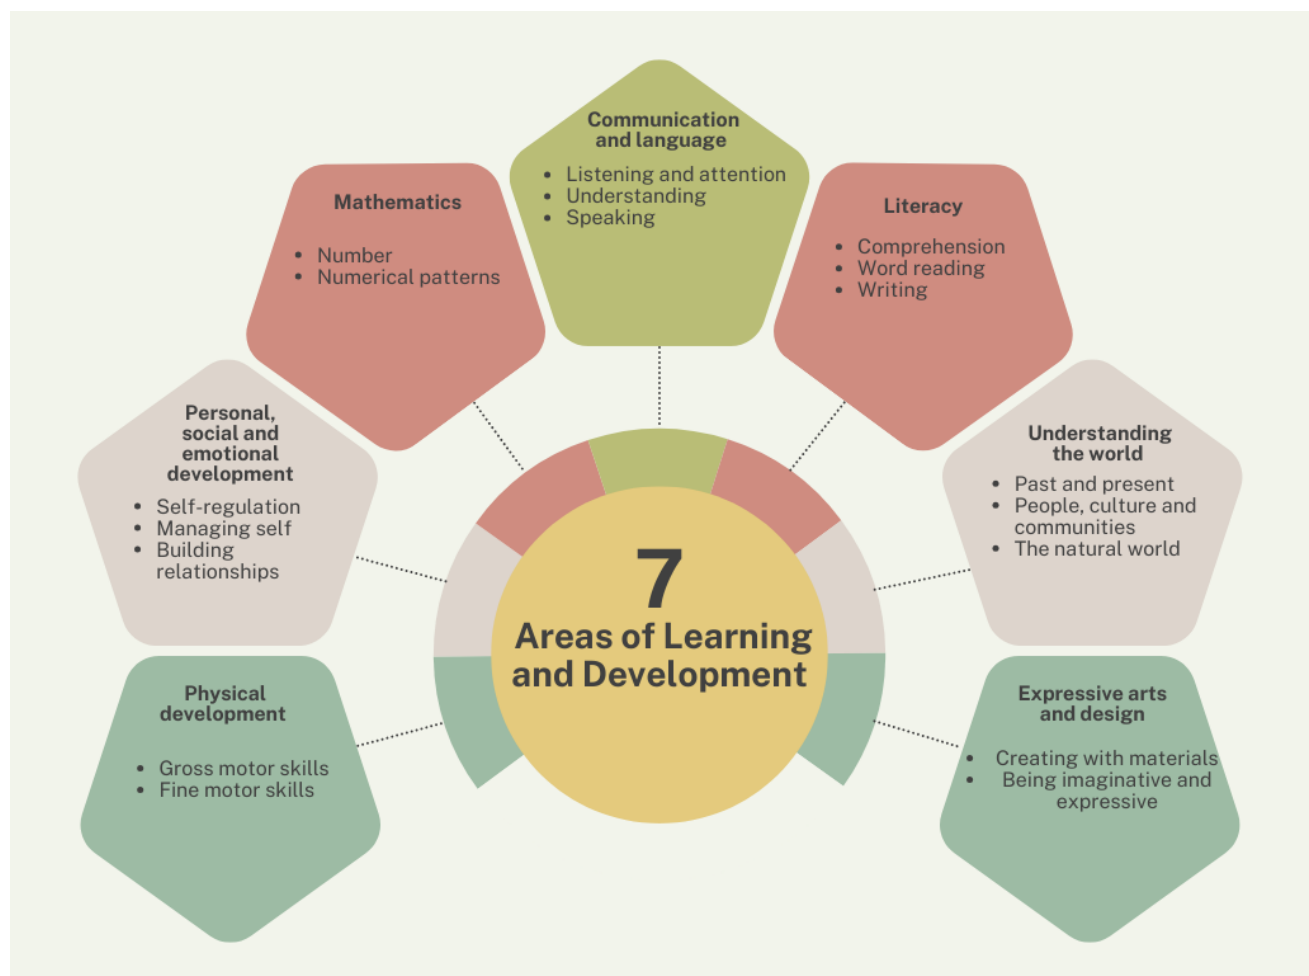 Communication
and language
• Listening and attention
• Understanding
• Speaking
Mathematics
• Number
• Numerical patterns
Literacy
• Comprehension
• Word reading
• Writing
Personal,
social and
emotional
development
• Self-regulation
• Managing self
• Building
relationships
Understanding
the world
• Past and present
• People, culture and
communities
• The natural world
7
Areas of Learning
and Development
Physical
development
• Gross motor skills
• Fine motor skills
Expressive arts
and design
• Creating with materials
• Being imaginative and
expressive